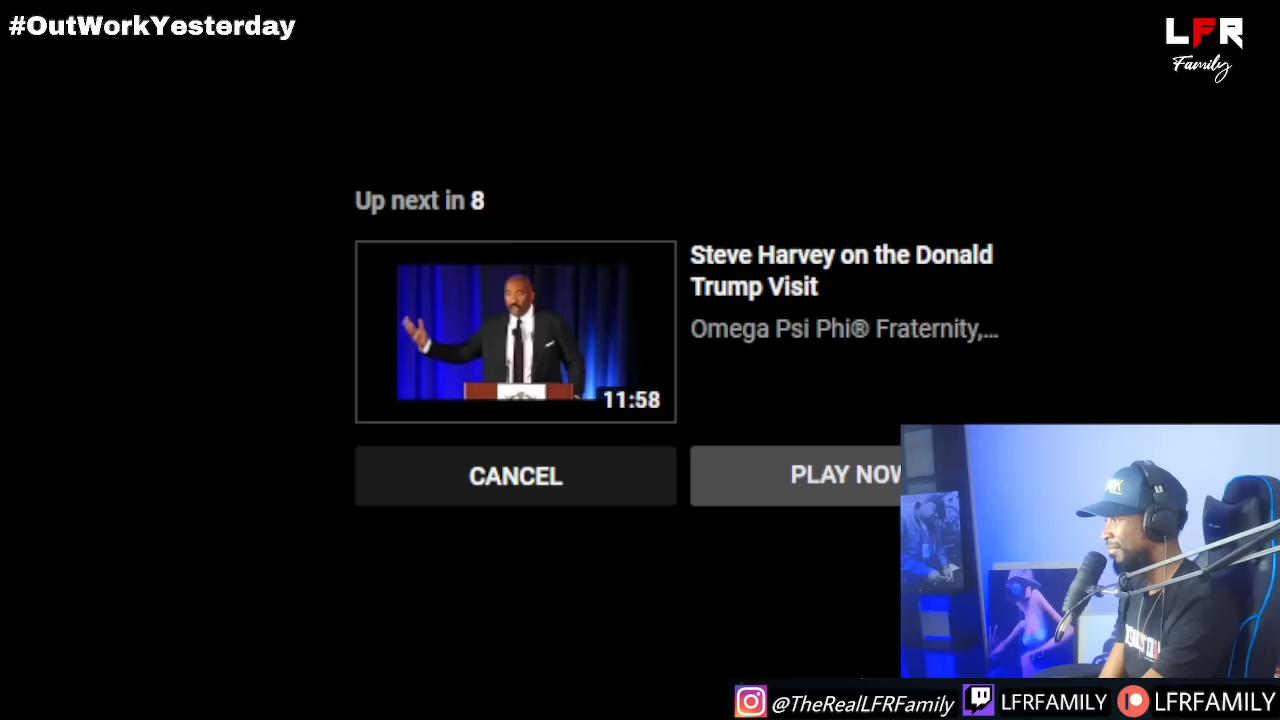 #OutWorkYesterday
LFR
Family
Up next in 8
Steve Harvey on the Donald
Trump Visit
Omega Psi Phi® Fraternity,...
11:58
CANCEL
PLAY NOW
@TheRealLFRFamily
LFRFAMILY
LFRFAMILY